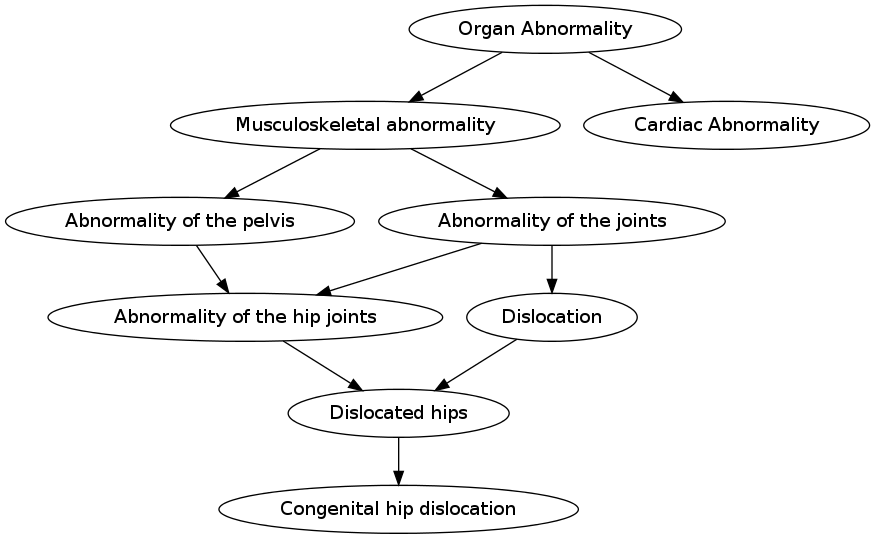 Organ Abnormality
Musculoskeletal abnormality
Cardiac Abnormality
Abnormality of the pelvis
Abnormality of the joints
Abnormality of the hip joints
Dislocation
Dislocated hips
Congenital hip dislocation